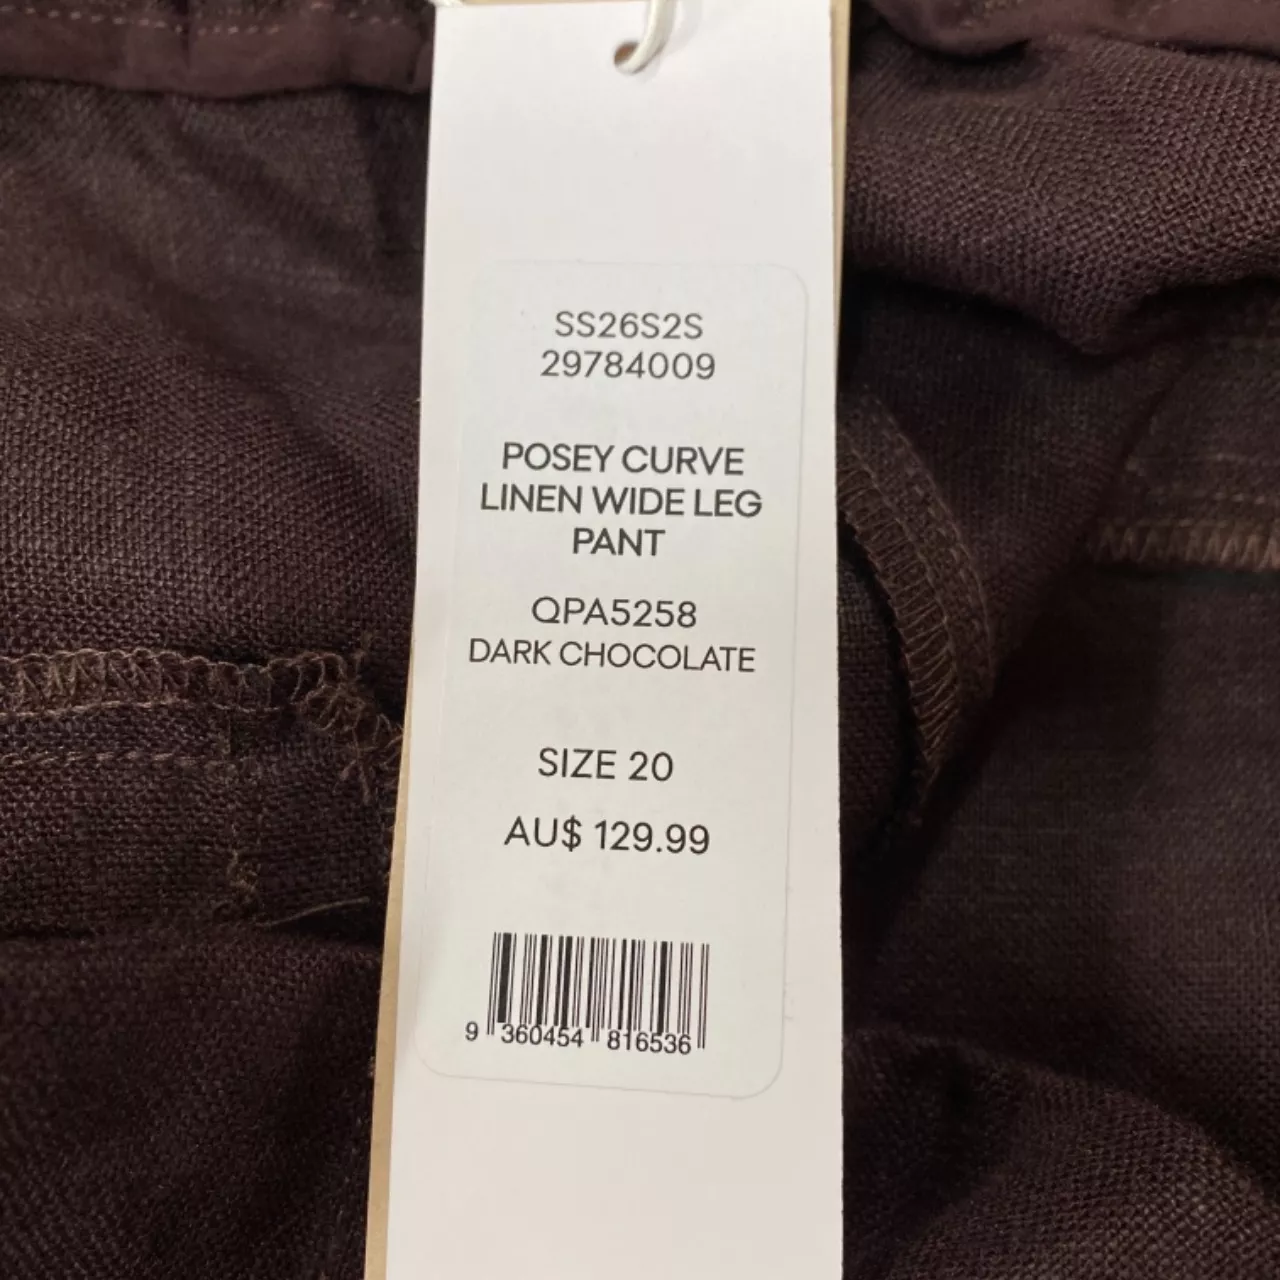 SS26S2S
29784009
POSEY CURVE
LINEN WIDE LEG
PANT
QPA5258
DARK CHOCOLATE
SIZE 20
AU$ 129.99
9 360454 816536